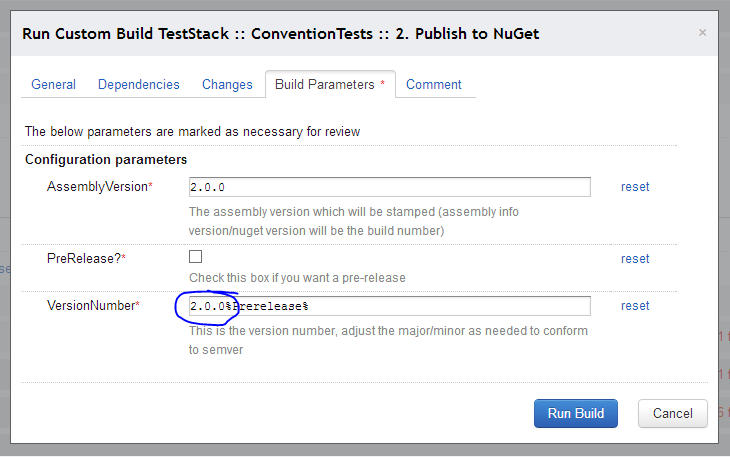 Run Custom Build TestStack :: ConventionTests :: 2. Publish to NuGet ×
General Dependencies Changes Build Parameters * Comment
The below parameters are marked as necessary for review
Configuration parameters
AssemblyVersion* 2.0.0 reset
The assembly version which will be stamped (assembly info
version/nuget version will be the build number)
PreRelease?* reset
Check this box if you want a pre-release
VersionNumber* 2.0.0%Prerelease% reset
This is the version number, adjust the major/minor as needed to conform
to semver
Run Build Cancel